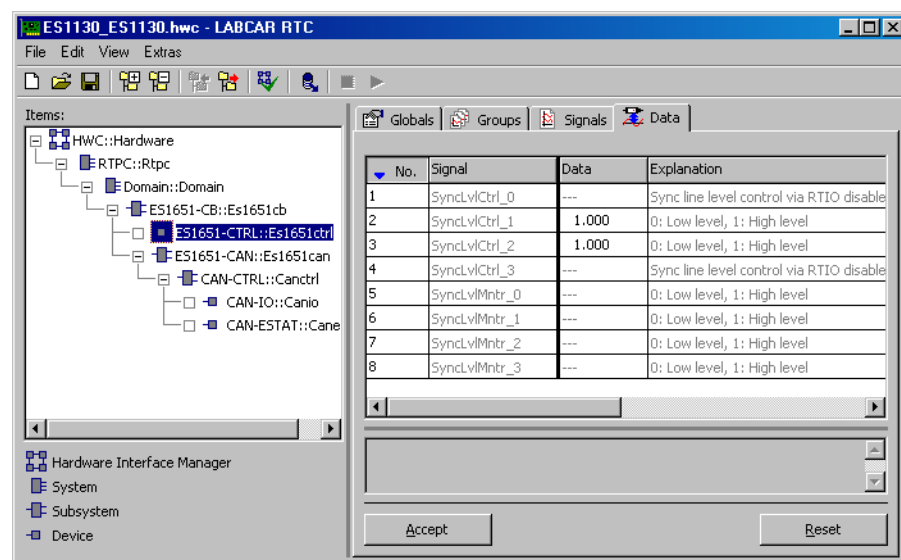 ES1130_ES1130.hwc - LABCAR RTC
File Edit View Extras
Items:
HWC::Hardware
RTPC::Rtpc
Domain::Domain
ES1651-CB::Es1651cb
ES1651-CTRL::Es1651ctrl
ES1651-CAN::Es1651can
CAN-CTRL::Canctrl
CAN-IO::Canio
CAN-ESTAT::Cane
Hardware Interface Manager
System
Subsystem
Device
Globals Groups Signals Data
No. Signal Data Explanation
1 SyncLvlCtrl_0 --- Sync line level control via RTIO disable
2 SyncLvlCtrl_1 1.000 0: Low level, 1: High level
3 SyncLvlCtrl_2 1.000 0: Low level, 1: High level
4 SyncLvlCtrl_3 --- Sync line level control via RTIO disable
5 SyncLvlMntr_0 --- 0: Low level, 1: High level
6 SyncLvlMntr_1 --- 0: Low level, 1: High level
7 SyncLvlMntr_2 --- 0: Low level, 1: High level
8 SyncLvlMntr_3 --- 0: Low level, 1: High level
Accept Reset